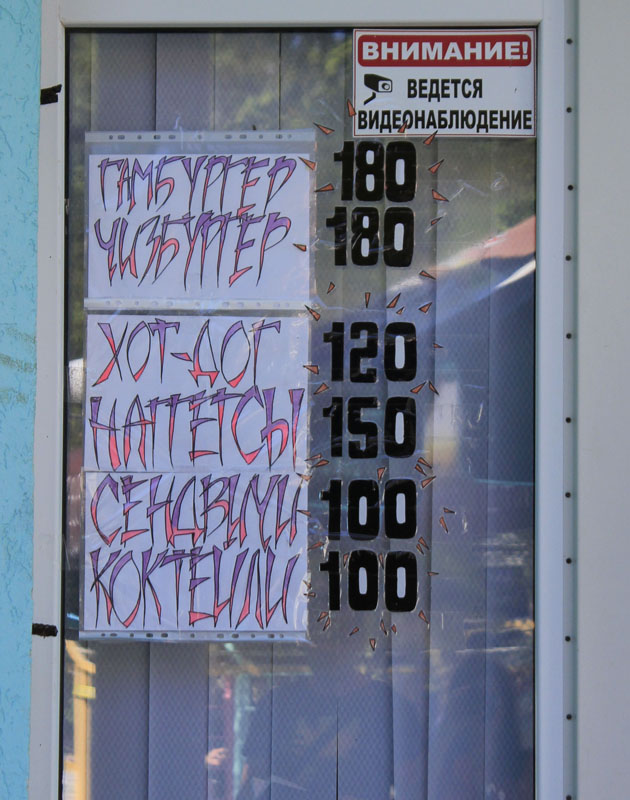 ВНИМАНИЕ!
ВЕДЕТСЯ
ВИДЕОНАБЛЮДЕНИЕ
ГАМБУРГЕР 180
ЧИЗБУРГЕР 180
ХОТ-ДОГ 120
НАГГЕТСЫ 150
СЕНДВИЧИ 100
КОКТЕЙЛИ 100